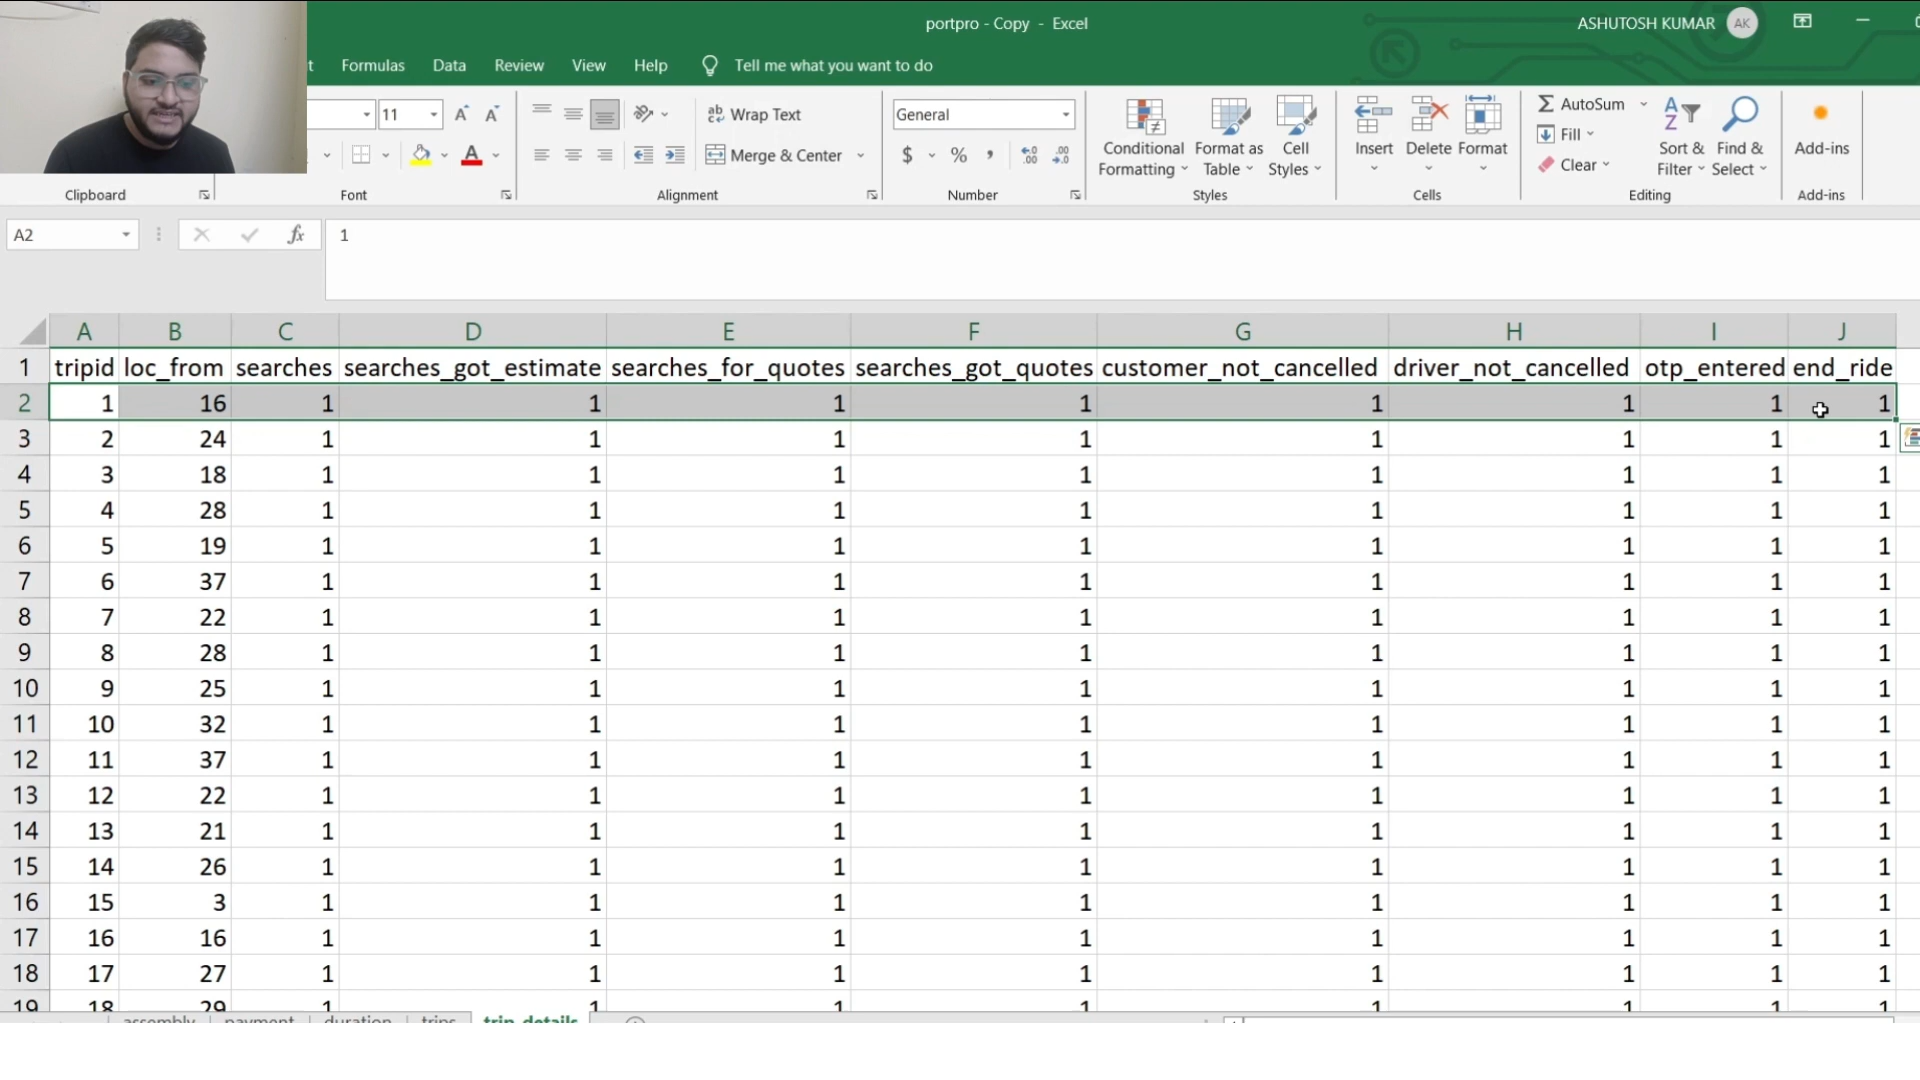 portpro - Copy - Excel
ASHUTOSH KUMAR AK
Formulas Data Review View Help Tell me what you want to do
11 A A ab Wrap Text General AutoSum
Fill
Clear
Merge & Center $ % ,
Conditional Formatting
Format as Table
Cell Styles
Insert Delete Format
Sort & Filter
Find & Select
Add-ins
Clipboard Font Alignment Number Styles Cells Editing Add-ins
A2 fx 1
A B C D E F G H I J
1 tripid loc_from searches searches_got_estimate searches_for_quotes searches_got_quotes customer_not_cancelled driver_not_cancelled otp_entered end_ride
2 1 16 1 1 1 1 1 1 1 1
3 2 24 1 1 1 1 1 1 1 1
4 3 18 1 1 1 1 1 1 1 1
5 4 28 1 1 1 1 1 1 1 1
6 5 19 1 1 1 1 1 1 1 1
7 6 37 1 1 1 1 1 1 1 1
8 7 22 1 1 1 1 1 1 1 1
9 8 28 1 1 1 1 1 1 1 1
10 9 25 1 1 1 1 1 1 1 1
11 10 32 1 1 1 1 1 1 1 1
12 11 37 1 1 1 1 1 1 1 1
13 12 22 1 1 1 1 1 1 1 1
14 13 21 1 1 1 1 1 1 1 1
15 14 26 1 1 1 1 1 1 1 1
16 15 3 1 1 1 1 1 1 1 1
17 16 16 1 1 1 1 1 1 1 1
18 17 27 1 1 1 1 1 1 1 1
19 18 29 1 1 1 1 1 1 1 1
assembly payment duration trips trip_details